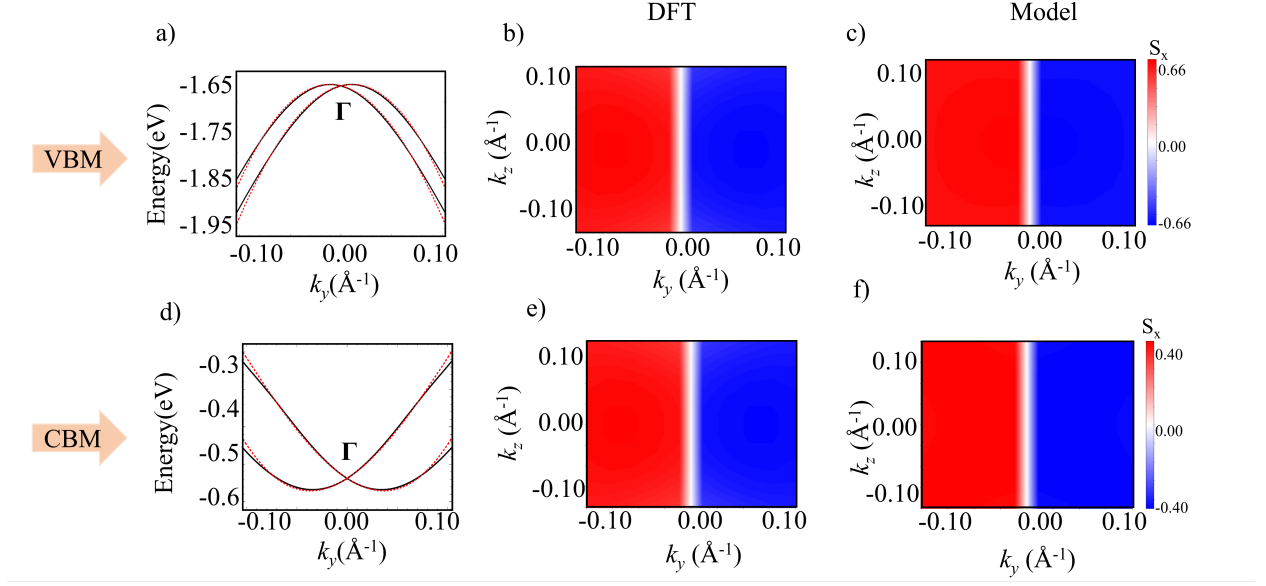 DFT
Model
a)
b)
c)
VBM
Energy(eV)
-1.65
-1.75
-1.85
-1.95
Γ
-0.10
0.00
0.10
k_y(Å⁻¹)
k_z (Å⁻¹)
0.10
0.00
-0.10
-0.10
0.00
0.10
k_y (Å⁻¹)
k_z (Å⁻¹)
0.10
0.00
-0.10
-0.10
0.00
0.10
k_y (Å⁻¹)
S_x
0.66
0.00
-0.66
d)
e)
f)
CBM
Energy(eV)
-0.3
-0.4
-0.5
-0.6
Γ
-0.10
0.00
0.10
k_y(Å⁻¹)
k_z (Å⁻¹)
0.10
0.00
-0.10
-0.10
0.00
0.10
k_y (Å⁻¹)
k_z (Å⁻¹)
0.10
0.00
-0.10
-0.10
0.00
0.10
k_y (Å⁻¹)
S_x
0.40
0.00
-0.40